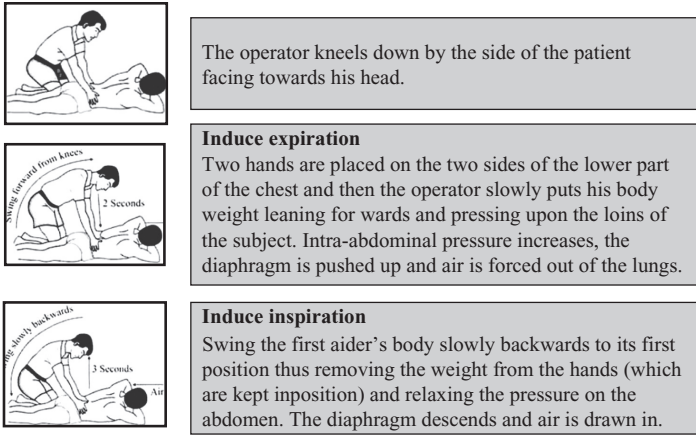 The operator kneels down by the side of the patient
facing towards his head.
Swing forward from knees
2 Seconds
Induce expiration
Two hands are placed on the two sides of the lower part
of the chest and then the operator slowly puts his body
weight leaning for wards and pressing upon the loins of
the subject. Intra-abdominal pressure increases, the
diaphragm is pushed up and air is forced out of the lungs.
slowly backwards
3 Seconds
Air
Induce inspiration
Swing the first aider's body slowly backwards to its first
position thus removing the weight from the hands (which
are kept inposition) and relaxing the pressure on the
abdomen. The diaphragm descends and air is drawn in.